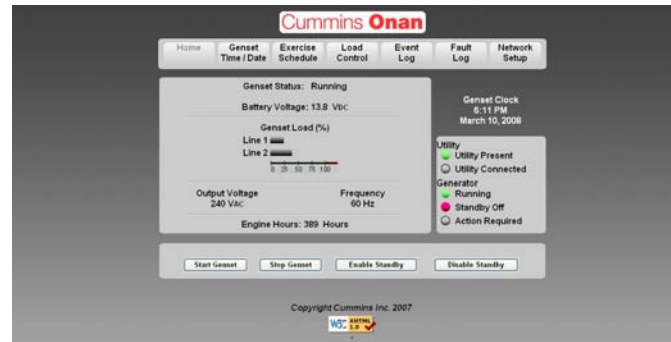 Cummins Onan
Home
Genset Time / Date
Exercise Schedule
Load Control
Event Log
Fault Log
Network Setup
Genset Status: Running
Battery Voltage: 13.8 VDC
Genset Load (%)
Line 1
Line 2
0 25 50 75 100
Output Voltage
240 VAC
Frequency
60 Hz
Engine Hours: 389 Hours
Genset Clock
6:11 PM
March 10, 2008
Utility
Utility Present
Utility Connected
Generator
Running
Standby Off
Action Required
Start Genset
Stop Genset
Enable Standby
Disable Standby
Copyright Cummins Inc. 2007
W3C XHTML 1.0